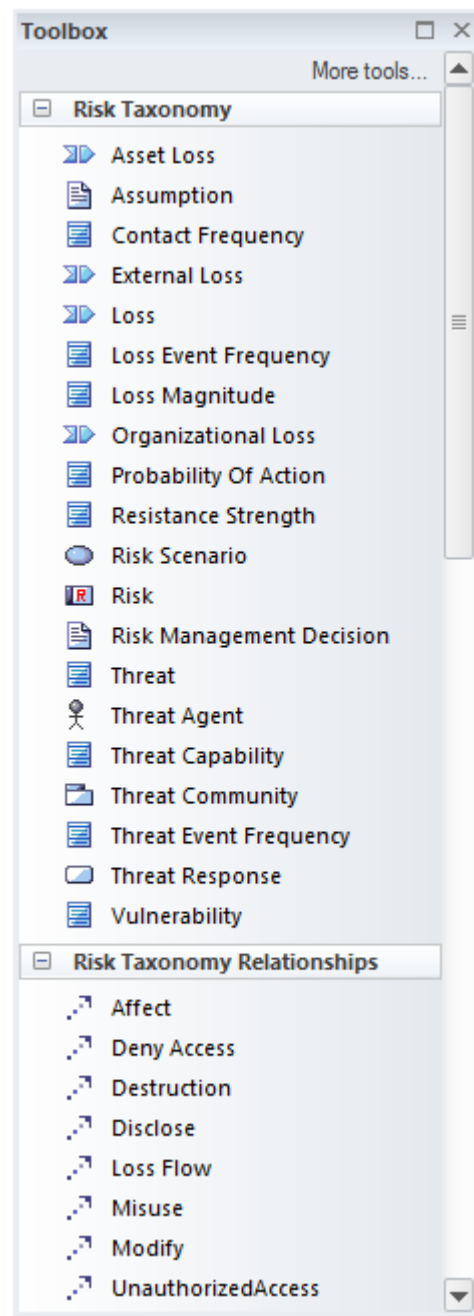 Toolbox
More tools...
Risk Taxonomy
Asset Loss
Assumption
Contact Frequency
External Loss
Loss
Loss Event Frequency
Loss Magnitude
Organizational Loss
Probability Of Action
Resistance Strength
Risk Scenario
R Risk
Risk Management Decision
Threat
Threat Agent
Threat Capability
Threat Community
Threat Event Frequency
Threat Response
Vulnerability
Risk Taxonomy Relationships
Affect
Deny Access
Destruction
Disclose
Loss Flow
Misuse
Modify
UnauthorizedAccess